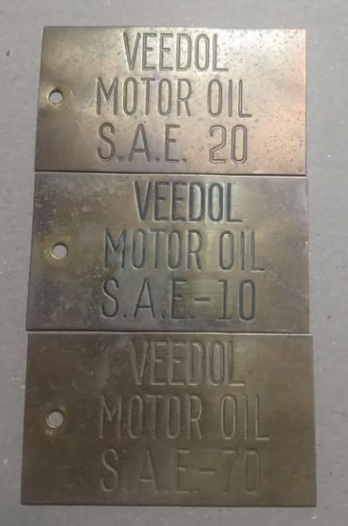 VEEDOL
MOTOR OIL
S.A.E. 20
VEEDOL
MOTOR OIL
S.A.E-10
VEEDOL
MOTOR OIL
S.A.E-70